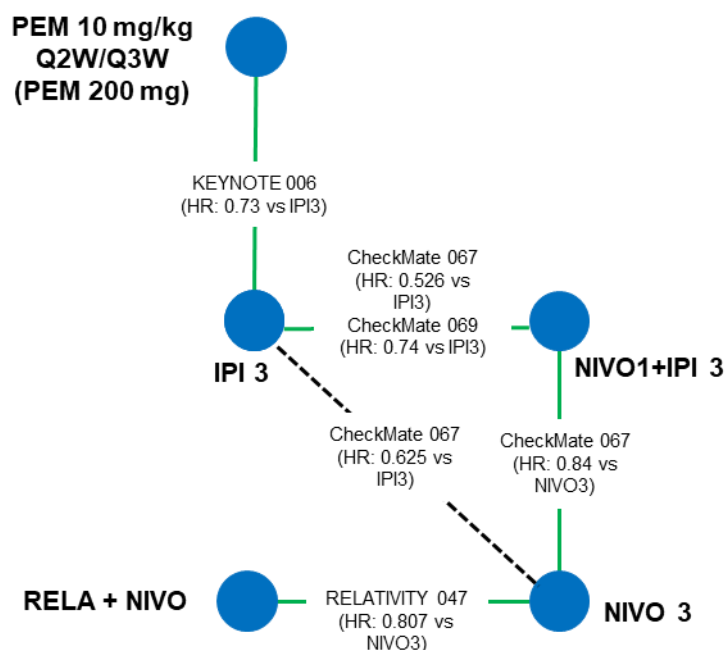 PEM 10 mg/kg
Q2W/Q3W
(PEM 200 mg)
KEYNOTE 006
(HR: 0.73 vs IPI3)
CheckMate 067
(HR: 0.526 vs
IPI3)
CheckMate 069
(HR: 0.74 vs IPI3)
IPI 3
NIVO1+IPI 3
CheckMate 067
(HR: 0.625 vs
IPI3)
CheckMate 067
(HR: 0.84 vs
NIVO3)
RELA + NIVO
RELATIVITY 047
(HR: 0.807 vs
NIVO3)
NIVO 3